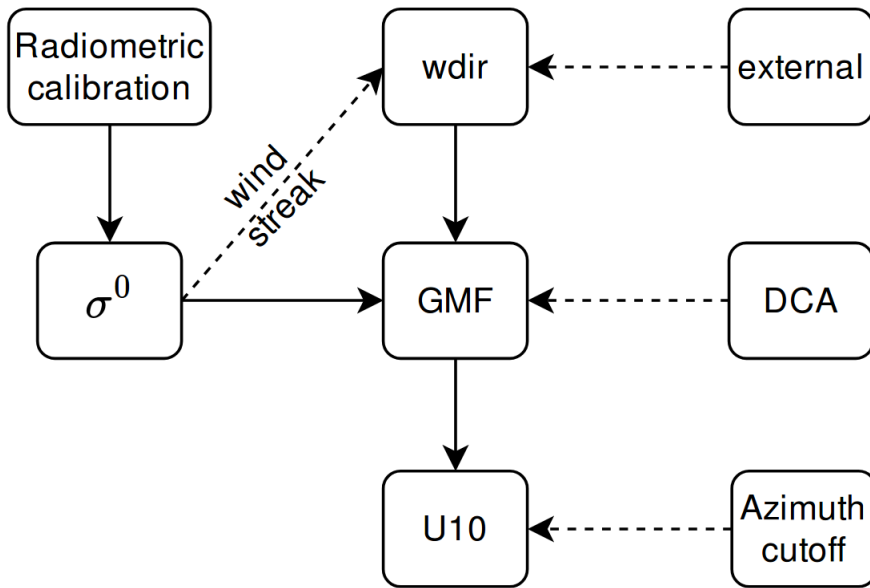 Radiometric
calibration
wdir
external
wind
streak
σ⁰
GMF
DCA
U10
Azimuth
cutoff